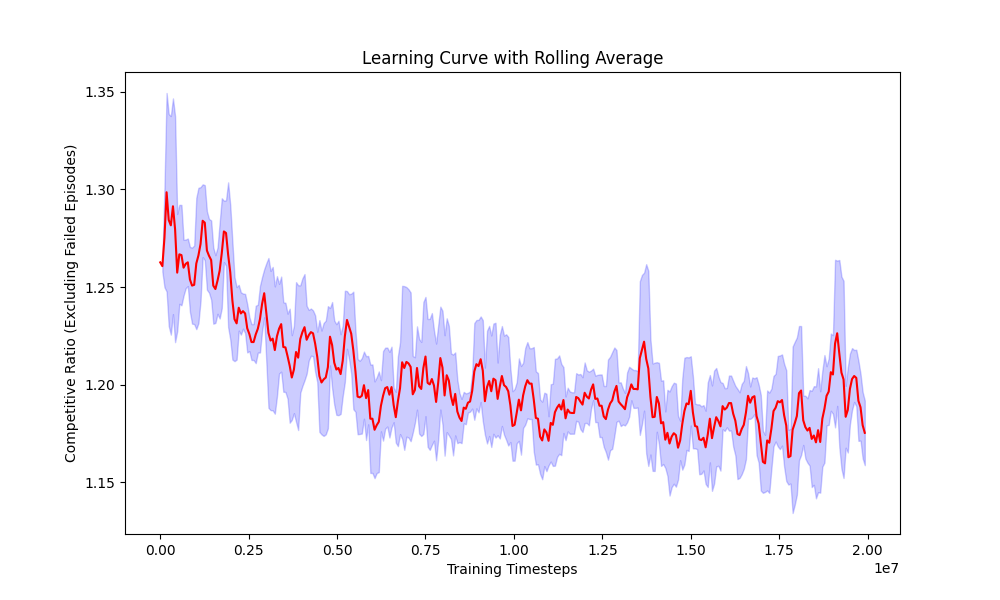 Learning Curve with Rolling Average
Competitive Ratio (Excluding Failed Episodes)
1.35
1.30
1.25
1.20
1.15
0.00 0.25 0.50 0.75 1.00 1.25 1.50 1.75 2.00
1e7
Training Timesteps